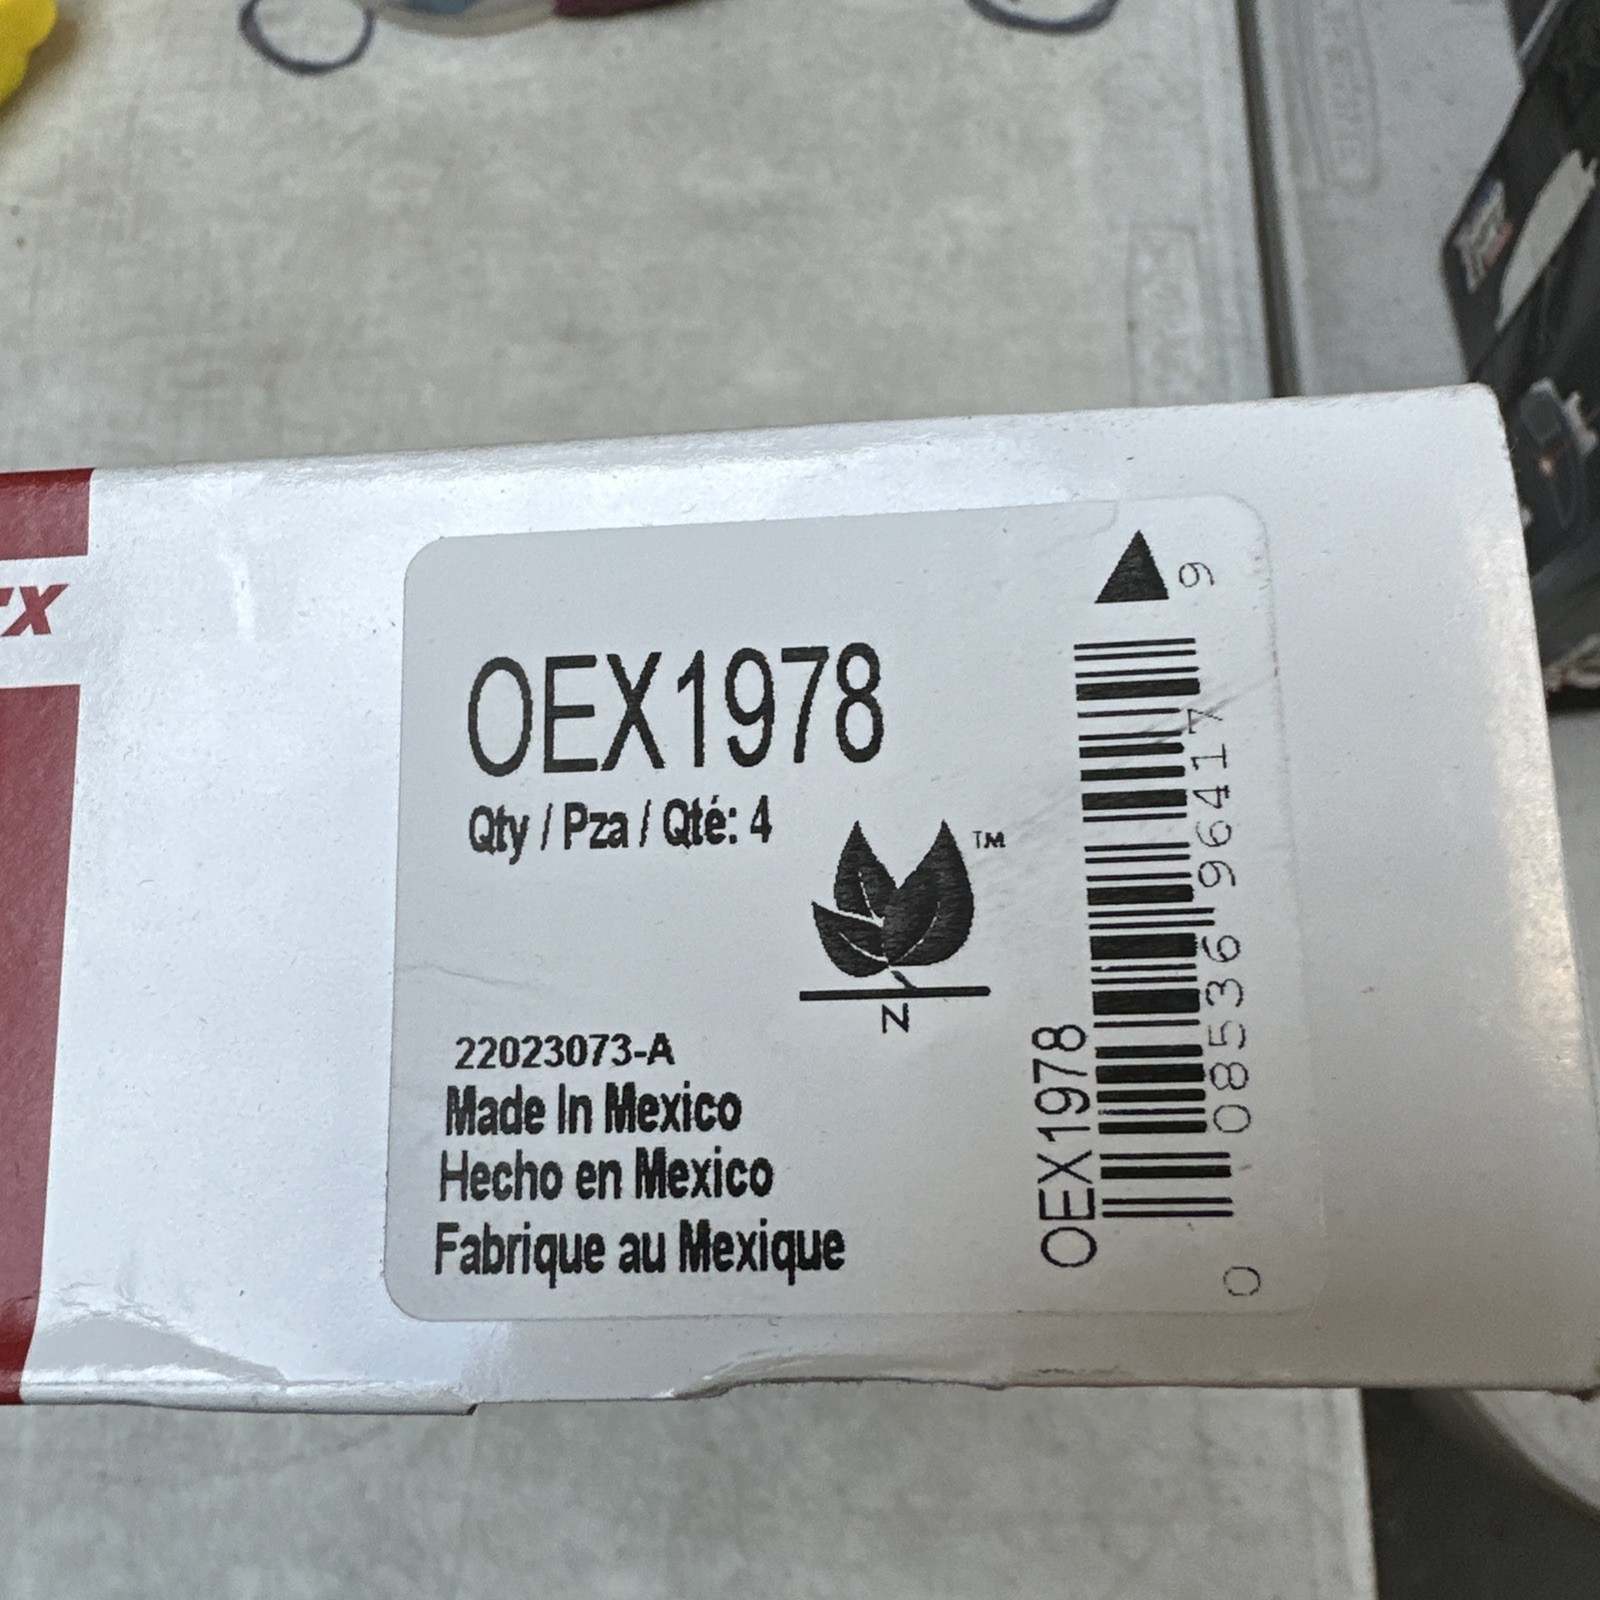 OEX1978
Qty / Pza / Qté: 4
TM
N
22023073-A
Made In Mexico
Hecho en Mexico
Fabrique au Mexique
OEX1978
0 08536 96417 9